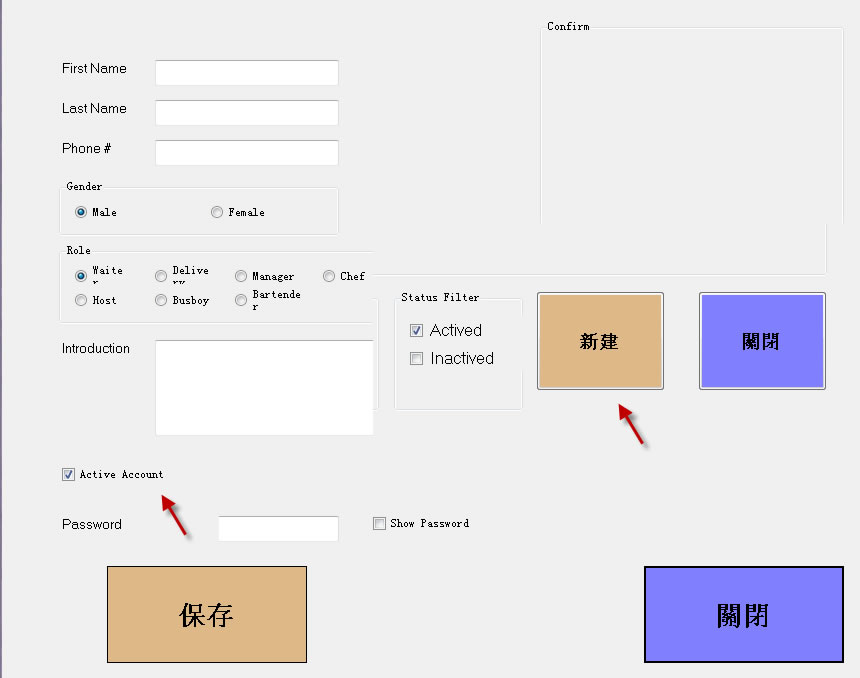 Confirm
First Name
Last Name
Phone #
Gender
Male
Female
Role
Waite
r
Delive
ry
Manager
Chef
Host
Busboy
Bartende
r
Status Filter
Actived
Inactived
新建
關閉
Introduction
Active Account
Password
Show Password
保存
關閉